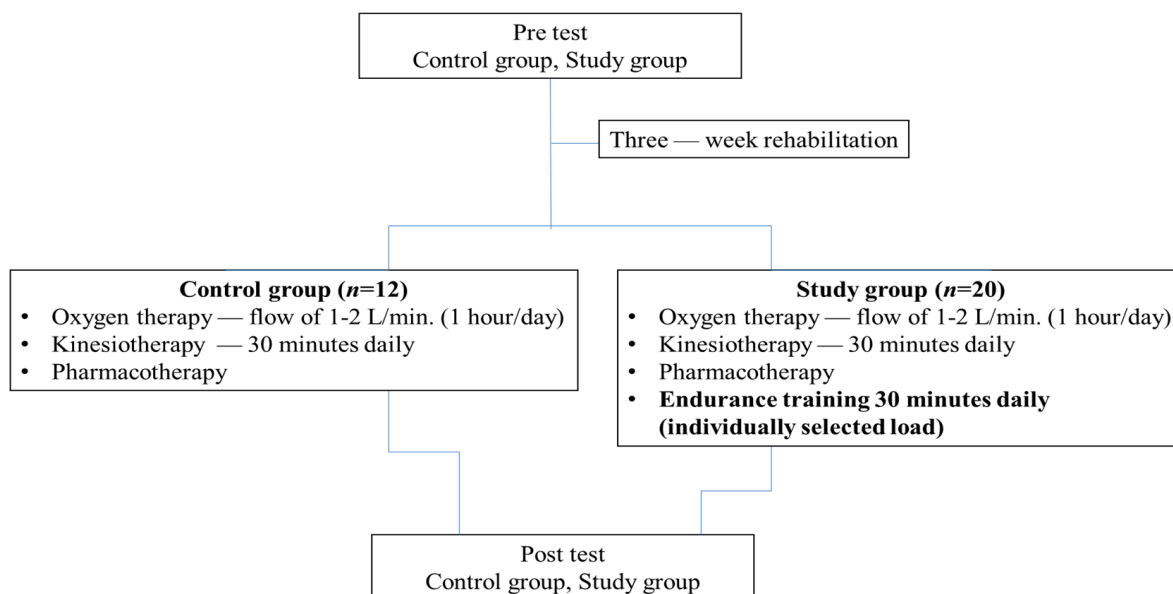 Pre test
Control group, Study group
Three — week rehabilitation
Control group (n=12)
• Oxygen therapy — flow of 1-2 L/min. (1 hour/day)
• Kinesiotherapy — 30 minutes daily
• Pharmacotherapy
Study group (n=20)
• Oxygen therapy — flow of 1-2 L/min. (1 hour/day)
• Kinesiotherapy — 30 minutes daily
• Pharmacotherapy
• Endurance training 30 minutes daily
(individually selected load)
Post test
Control group, Study group